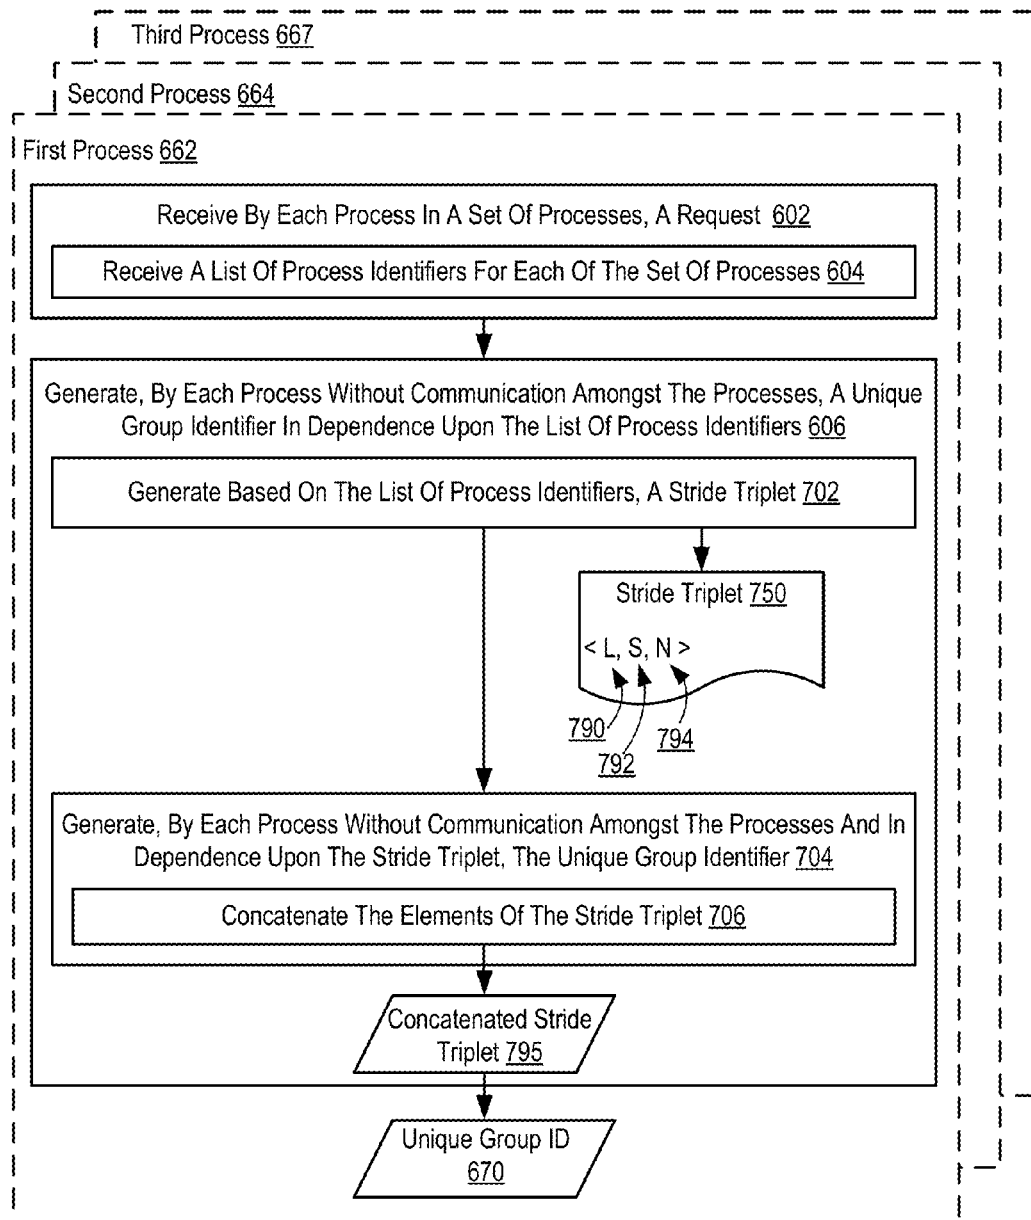 Third Process 667
Second Process 664
First Process 662
Receive By Each Process In A Set Of Processes, A Request 602
Receive A List Of Process Identifiers For Each Of The Set Of Processes 604
Generate, By Each Process Without Communication Amongst The Processes, A Unique
Group Identifier In Dependence Upon The List Of Process Identifiers 606
Generate Based On The List Of Process Identifiers, A Stride Triplet 702
Stride Triplet 750
< L, S, N >
790
792
794
Generate, By Each Process Without Communication Amongst The Processes And In
Dependence Upon The Stride Triplet, The Unique Group Identifier 704
Concatenate The Elements Of The Stride Triplet 706
Concatenated Stride
Triplet 795
Unique Group ID
670